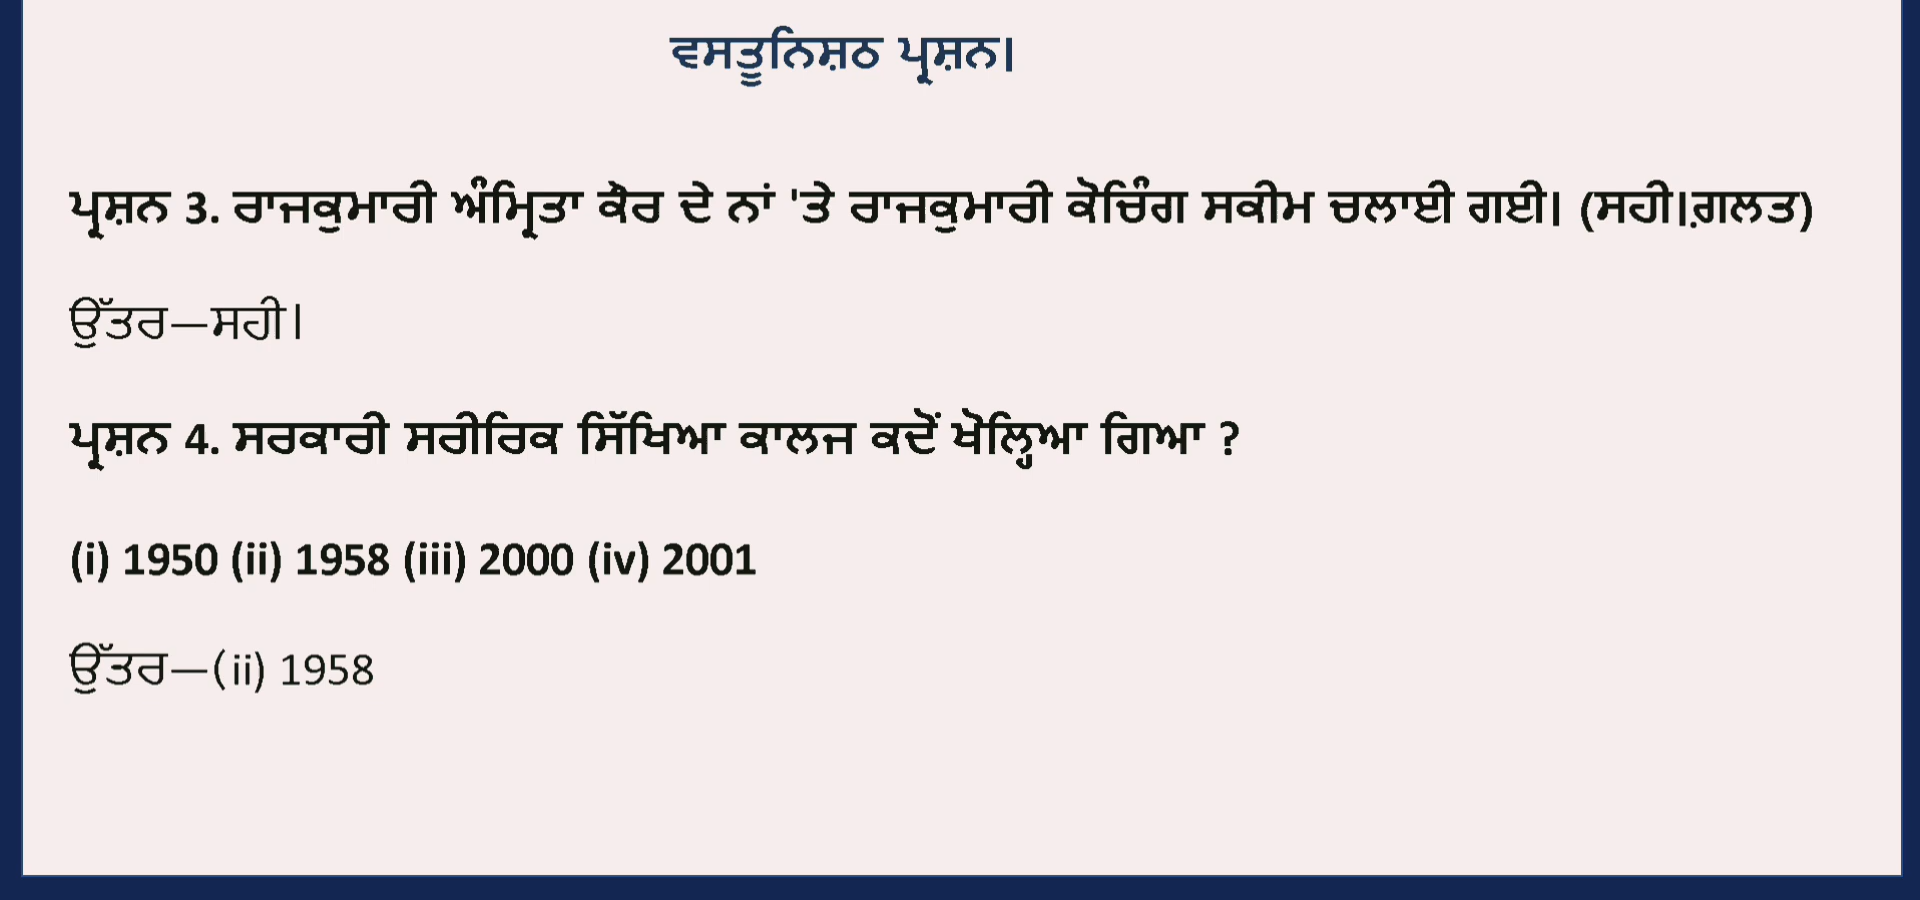 ਵਸਤੂਨਿਸ਼ਠ ਪ੍ਰਸ਼ਨ।
ਪ੍ਰਸ਼ਨ 3. ਰਾਜਕੁਮਾਰੀ ਅੰਮ੍ਰਿਤਾ ਕੌਰ ਦੇ ਨਾਂ 'ਤੇ ਰਾਜਕੁਮਾਰੀ ਕੋਚਿੰਗ ਸਕੀਮ ਚਲਾਈ ਗਈ। (ਸਹੀ।ਗ਼ਲਤ)
ਉੱਤਰ—ਸਹੀ।
ਪ੍ਰਸ਼ਨ 4. ਸਰਕਾਰੀ ਸਰੀਰਿਕ ਸਿੱਖਿਆ ਕਾਲਜ ਕਦੋਂ ਖੋਲ੍ਹਿਆ ਗਿਆ ?
(i) 1950 (ii) 1958 (iii) 2000 (iv) 2001
ਉੱਤਰ—(ii) 1958